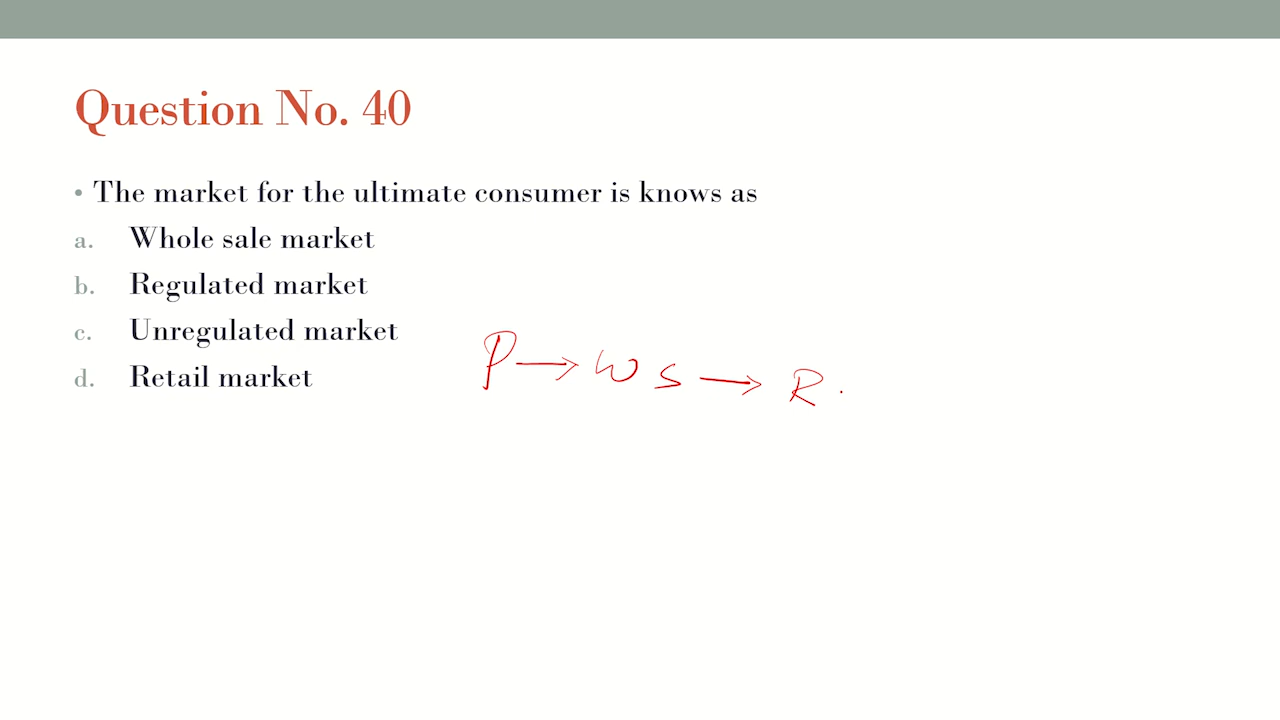 Question No. 40
• The market for the ultimate consumer is knows as
a. Whole sale market
b. Regulated market
c. Unregulated market
d. Retail market
P → WS → R .